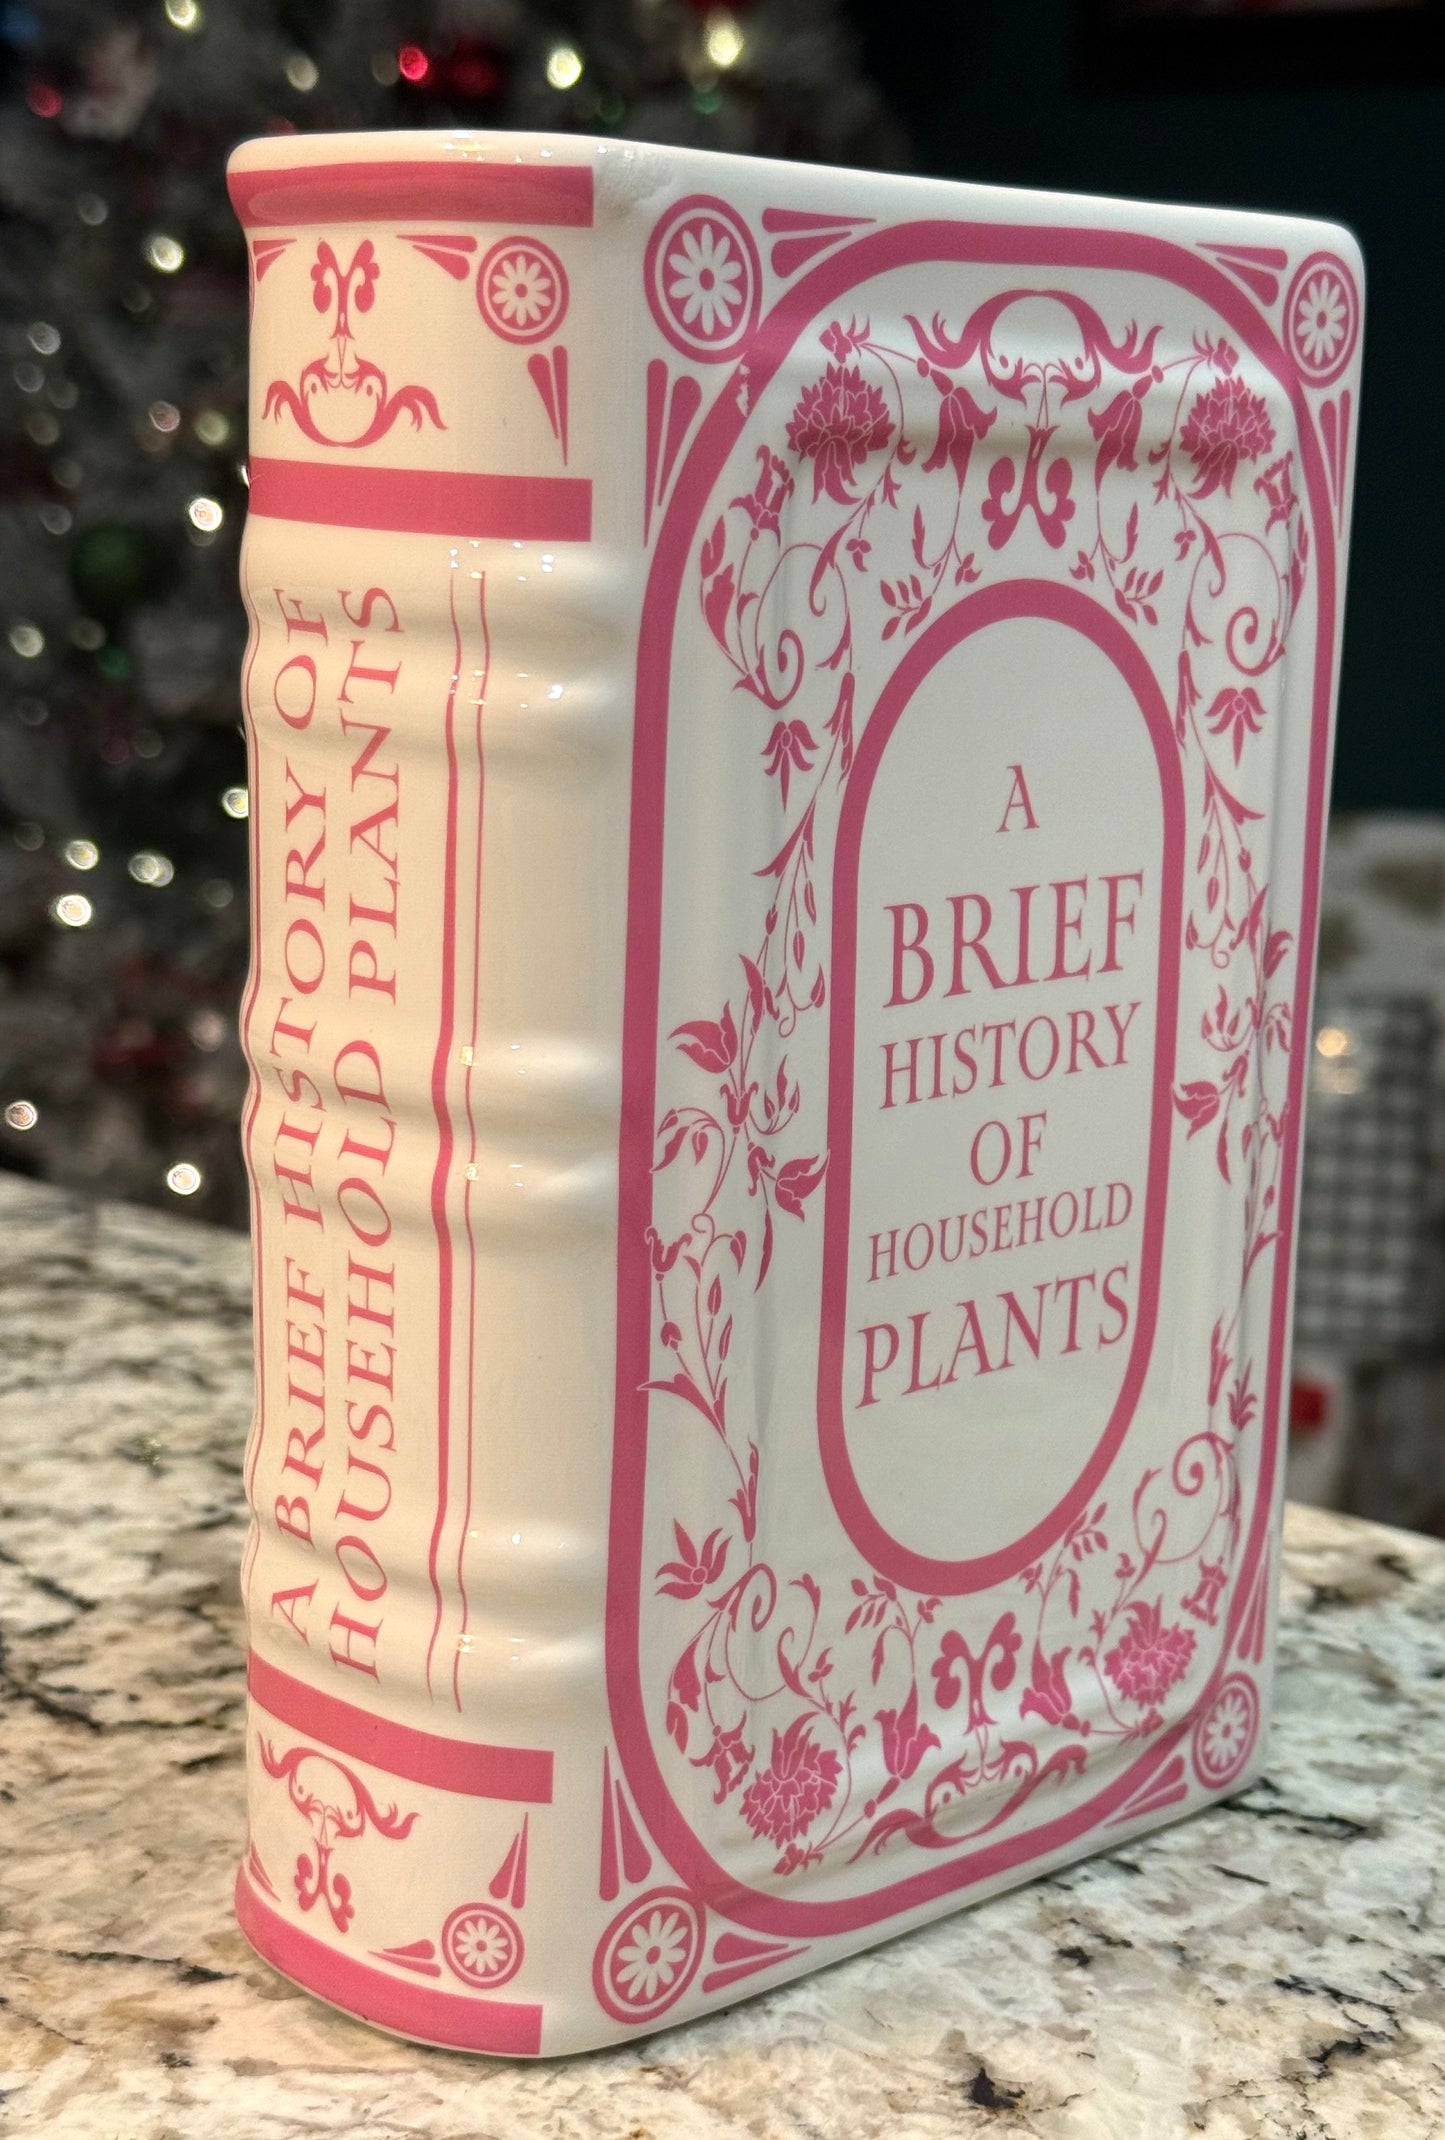 A BRIEF HISTORY OF
HOUSEHOLD PLANTS
A
BRIEF
HISTORY
OF
HOUSEHOLD
PLANTS